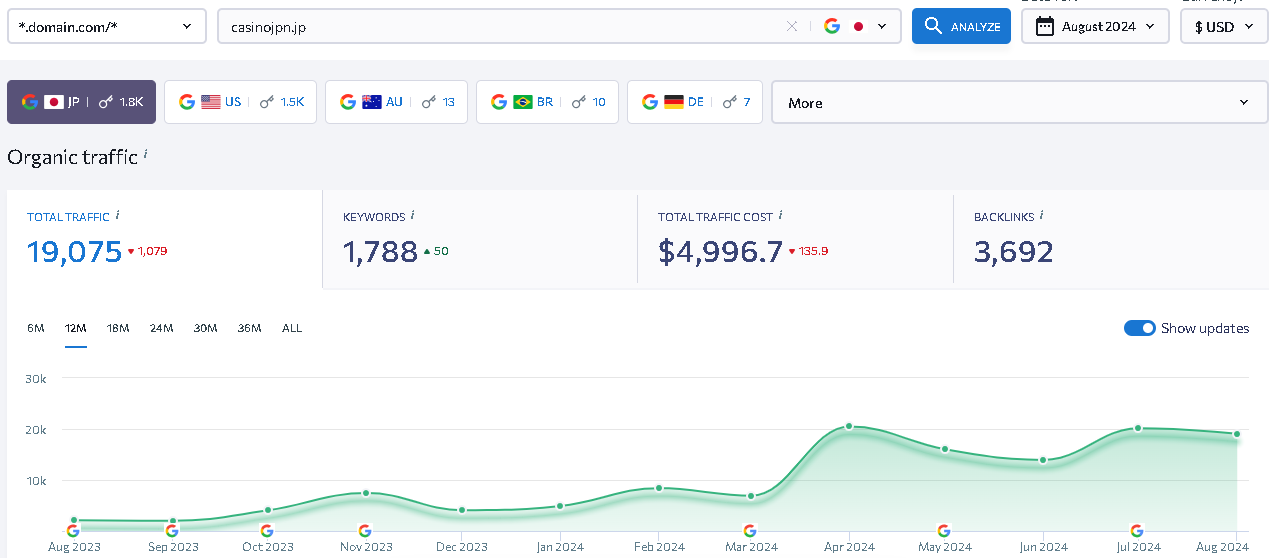 *.domain.com/*
casinojpn.jp
ANALYZE
August 2024
$ USD
JP 1.8K
US 1.5K
AU 13
BR 10
DE 7
More
Organic traffic i
TOTAL TRAFFIC i
19,075 1,079
KEYWORDS i
1,788 50
TOTAL TRAFFIC COST i
$4,996.7 135.9
BACKLINKS i
3,692
6M 12M 18M 24M 30M 36M ALL
Show updates
30k
20k
10k
Aug 2023 Sep 2023 Oct 2023 Nov 2023 Dec 2023 Jan 2024 Feb 2024 Mar 2024 Apr 2024 May 2024 Jun 2024 Jul 2024 Aug 2024